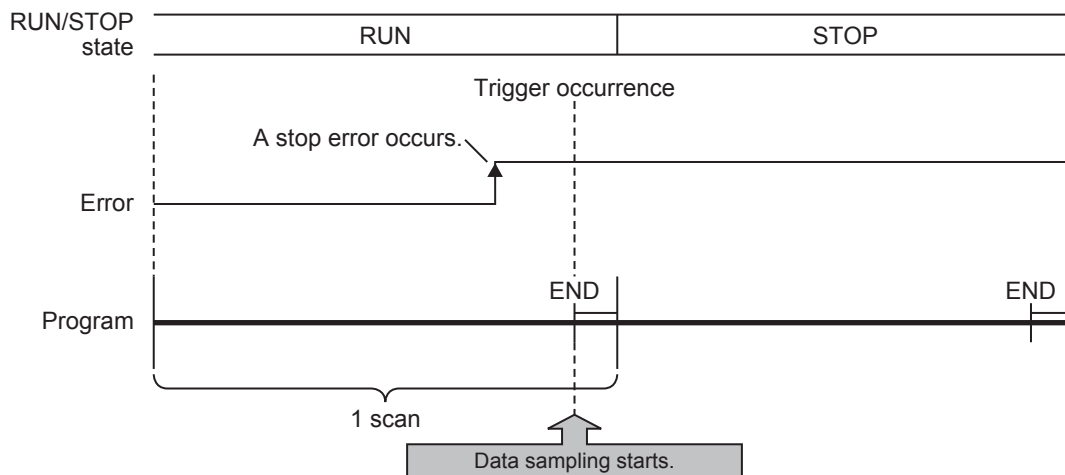 RUN/STOP
state
RUN
STOP
Trigger occurrence
A stop error occurs.
Error
END
END
Program
1 scan
Data sampling starts.